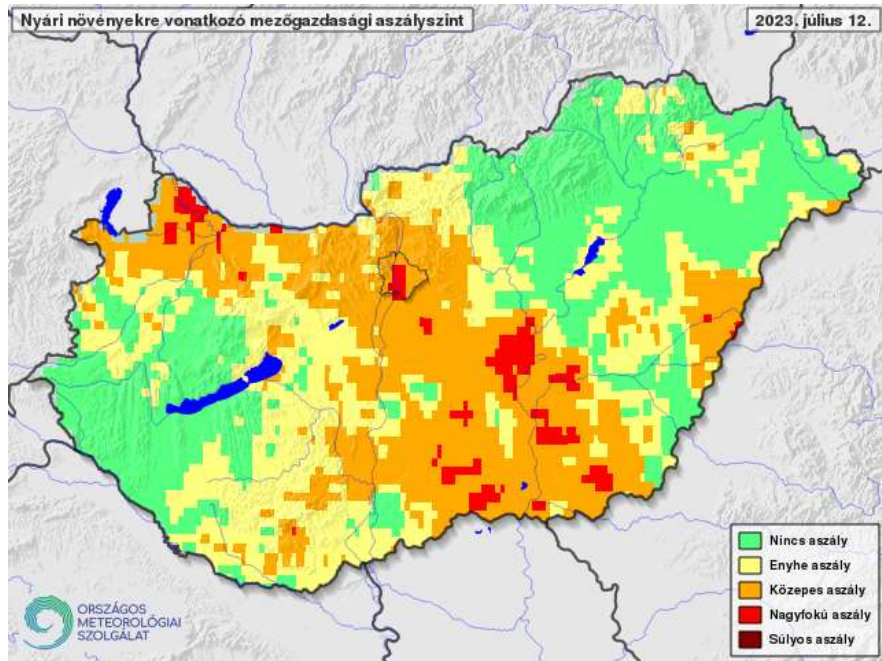 Nyári növényekre vonatkozó mezőgazdasági aszályszint
2023. július 12.
Nincs aszály
Enyhe aszály
Közepes aszály
Nagyfokú aszály
Súlyos aszály
ORSZÁGOS
METEOROLÓGIAI
SZOLGÁLAT